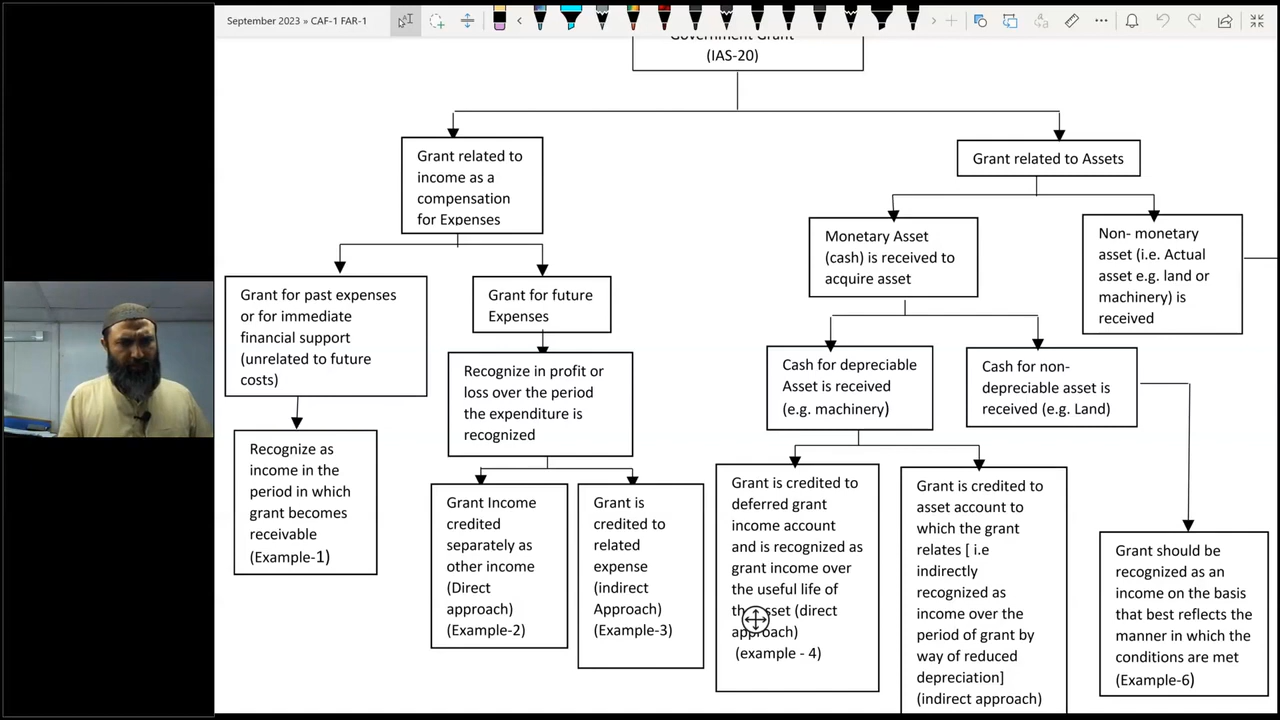 September 2023 » CAF-1 FAR-1
Government Grant
(IAS-20)
Grant related to
income as a
compensation
for Expenses
Grant related to Assets
Grant for past expenses
or for immediate
financial support
(unrelated to future
costs)
Grant for future
Expenses
Recognize as
income in the
period in which
grant becomes
receivable
(Example-1)
Recognize in profit or
loss over the period
the expenditure is
recognized
Grant Income
credited
separately as
other income
(Direct
approach)
(Example-2)
Grant is
credited to
related
expense
(indirect
Approach)
(Example-3)
Monetary Asset
(cash) is received to
acquire asset
Non- monetary
asset (i.e. Actual
asset e.g. land or
machinery) is
received
Cash for depreciable
Asset is received
(e.g. machinery)
Cash for non-
depreciable asset is
received (e.g. Land)
Grant is credited to
deferred grant
income account
and is recognized as
grant income over
the useful life of
the asset (direct
approach)
(example - 4)
Grant is credited to
asset account to
which the grant
relates [ i.e
indirectly
recognized as
income over the
period of grant by
way of reduced
depreciation]
(indirect approach)
Grant should be
recognized as an
income on the basis
that best reflects the
manner in which the
conditions are met
(Example-6)